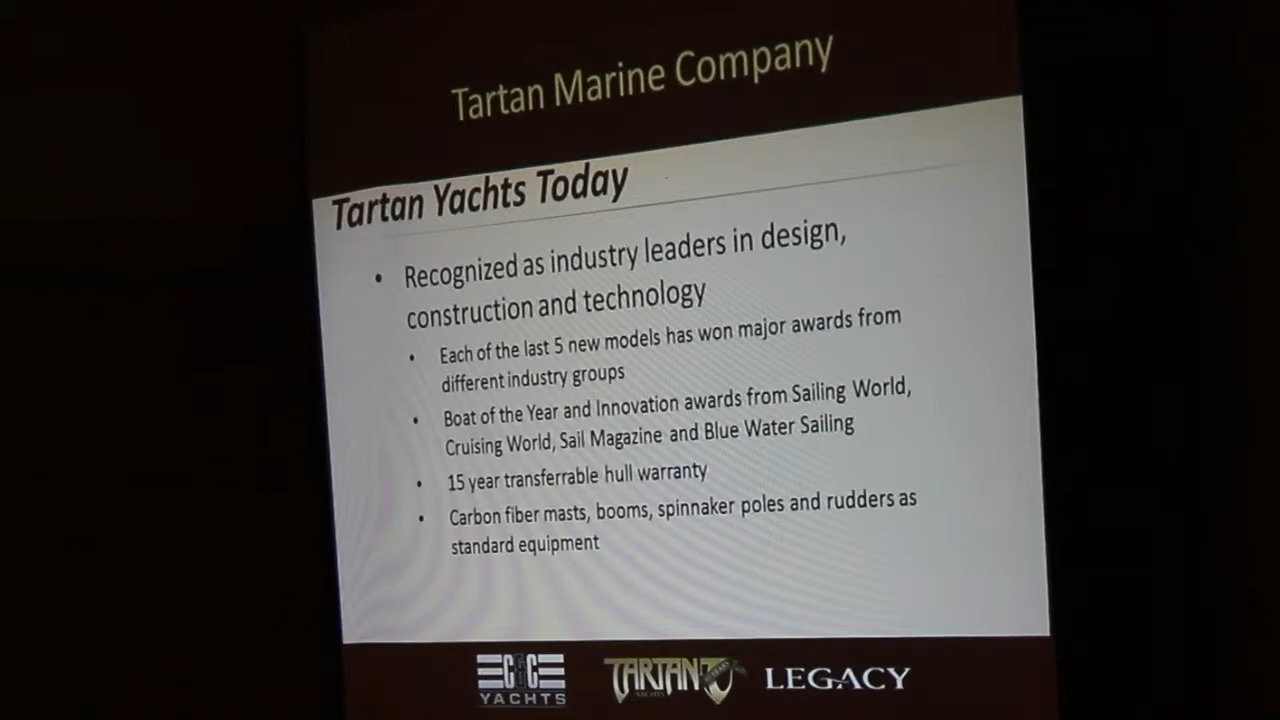 Tartan Marine Company
Tartan Yachts Today
• Recognized as industry leaders in design,
construction and technology
• Each of the last 5 new models has won major awards from
different industry groups
• Boat of the Year and Innovation awards from Sailing World,
Cruising World, Sail Magazine and Blue Water Sailing
• 15 year transferrable hull warranty
• Carbon fiber masts, booms, spinnaker poles and rudders as
standard equipment
C&C
YACHTS
TARTAN
LEGACY